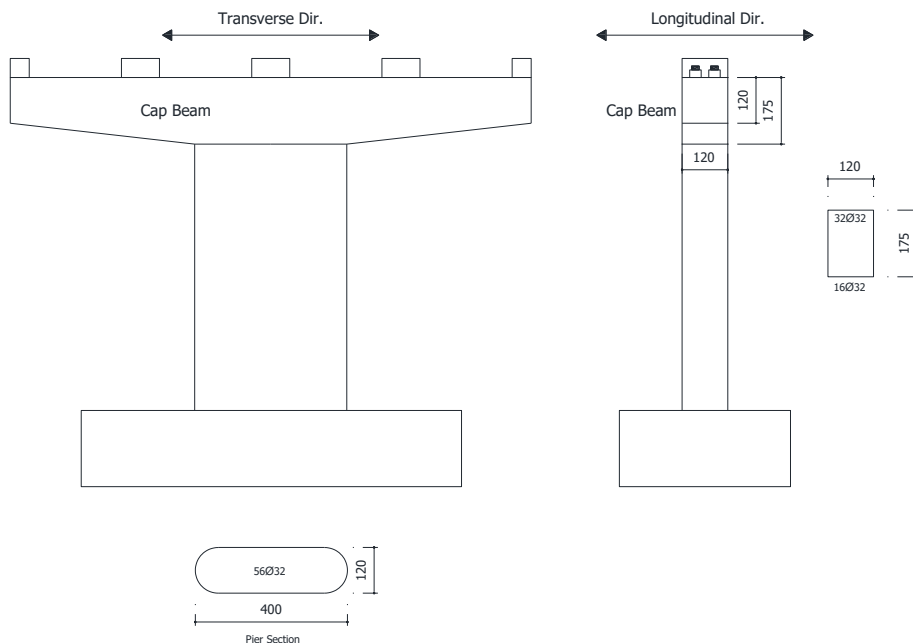 Transverse Dir.
Longitudinal Dir.
Cap Beam
Cap Beam
120
175
120
120
32Ø32
175
16Ø32
56Ø32
120
400
Pier Section